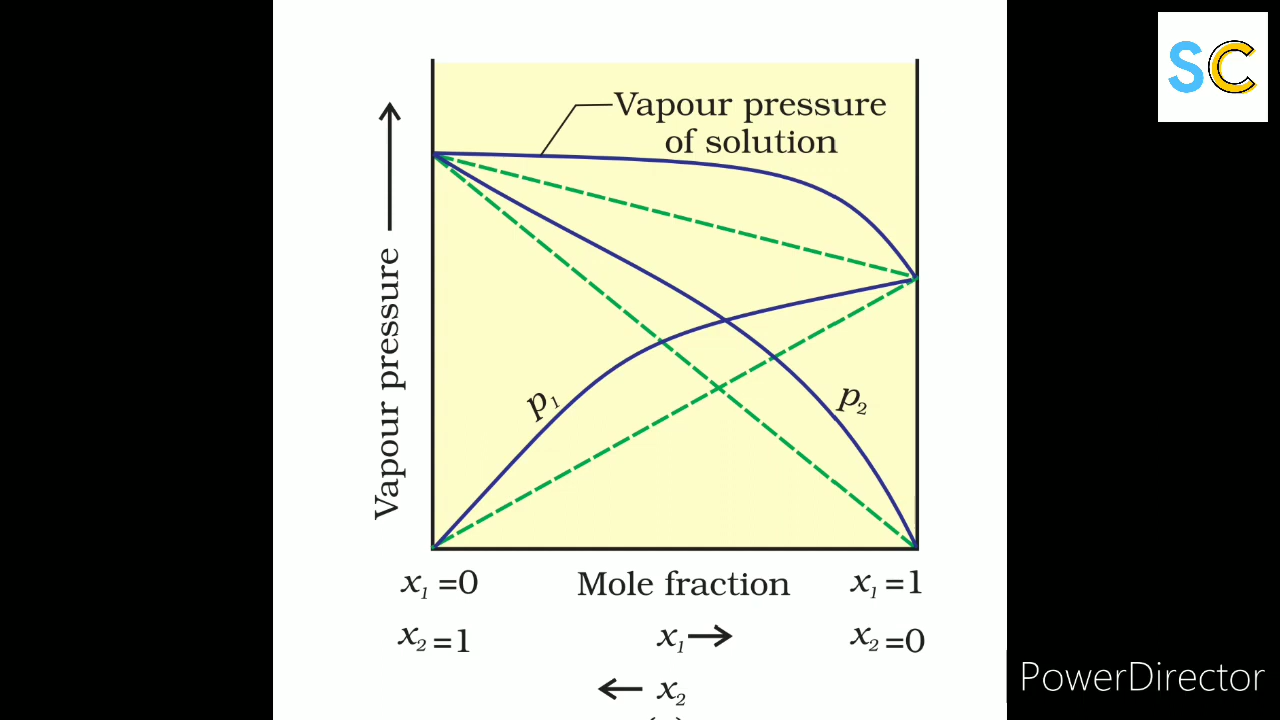 SC
Vapour pressure
of solution
Vapour pressure
p₁
p₂
x₁ =0 Mole fraction x₁ =1
x₂ =1 x₁ → x₂ =0
← x₂
PowerDirector